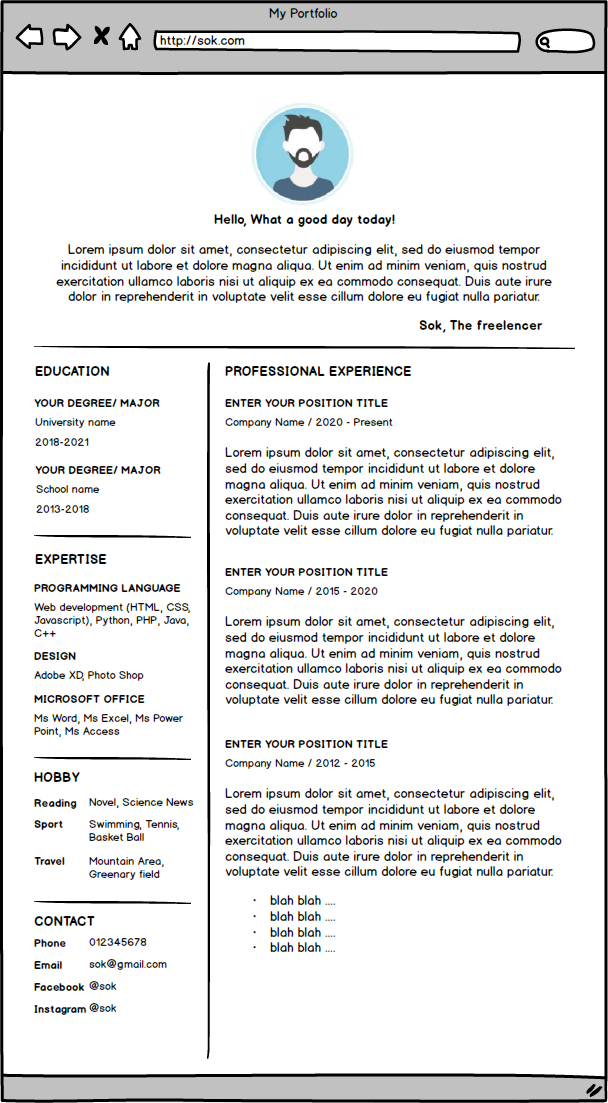 My Portfolio
http://sok.com
Hello, What a good day today!
Lorem ipsum dolor sit amet, consectetur adipiscing elit, sed do eiusmod tempor
incididunt ut labore et dolore magna aliqua. Ut enim ad minim veniam, quis nostrud
exercitation ullamco laboris nisi ut aliquip ex ea commodo consequat. Duis aute irure
dolor in reprehenderit in voluptate velit esse cillum dolore eu fugiat nulla pariatur.
Sok, The freelencer
EDUCATION
YOUR DEGREE/ MAJOR
University name
2018-2021
YOUR DEGREE/ MAJOR
School name
2013-2018
EXPERTISE
PROGRAMMING LANGUAGE
Web development (HTML, CSS,
Javascript), Python, PHP, Java,
C++
DESIGN
Adobe XD, Photo Shop
MICROSOFT OFFICE
Ms Word, Ms Excel, Ms Power
Point, Ms Access
HOBBY
Reading Novel, Science News
Sport Swimming, Tennis,
Basket Ball
Travel Mountain Area,
Greenary field
CONTACT
Phone 012345678
Email sok@gmail.com
Facebook @sok
Instagram @sok
PROFESSIONAL EXPERIENCE
ENTER YOUR POSITION TITLE
Company Name / 2020 - Present
Lorem ipsum dolor sit amet, consectetur adipiscing elit,
sed do eiusmod tempor incididunt ut labore et dolore
magna aliqua. Ut enim ad minim veniam, quis nostrud
exercitation ullamco laboris nisi ut aliquip ex ea commodo
consequat. Duis aute irure dolor in reprehenderit in
voluptate velit esse cillum dolore eu fugiat nulla pariatur.
ENTER YOUR POSITION TITLE
Company Name / 2015 - 2020
Lorem ipsum dolor sit amet, consectetur adipiscing elit,
sed do eiusmod tempor incididunt ut labore et dolore
magna aliqua. Ut enim ad minim veniam, quis nostrud
exercitation ullamco laboris nisi ut aliquip ex ea commodo
consequat. Duis aute irure dolor in reprehenderit in
voluptate velit esse cillum dolore eu fugiat nulla pariatur.
ENTER YOUR POSITION TITLE
Company Name / 2012 - 2015
Lorem ipsum dolor sit amet, consectetur adipiscing elit,
sed do eiusmod tempor incididunt ut labore et dolore
magna aliqua. Ut enim ad minim veniam, quis nostrud
exercitation ullamco laboris nisi ut aliquip ex ea commodo
consequat. Duis aute irure dolor in reprehenderit in
voluptate velit esse cillum dolore eu fugiat nulla pariatur.
• blah blah ....
• blah blah ....
• blah blah ....
• blah blah ....